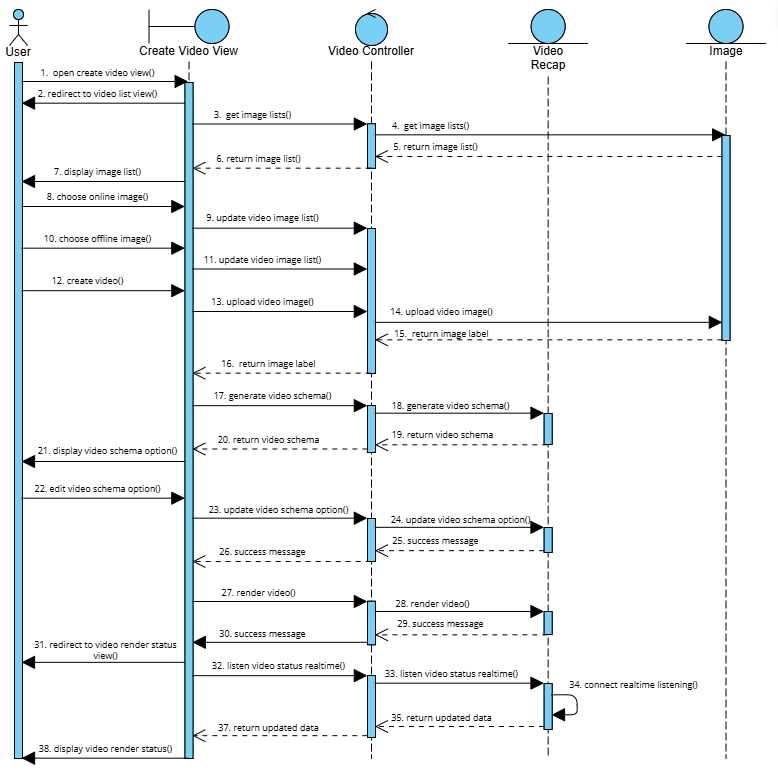 User
Create Video View
Video Controller
Video
Recap
Image
1. open create video view()
2. redirect to video list view()
3. get image lists()
4. get image lists()
5. return image list()
6. return image list()
7. display image list()
8. choose online image()
9. update video image list()
10. choose offline image()
11. update video image list()
12. create video()
13. upload video image()
14. upload video image()
15. return image label
16. return image label
17. generate video schema()
18. generate video schema()
19. return video schema
20. return video schema
21. display video schema option()
22. edit video schema option()
23. update video schema option()
24. update video schema option()
25. success message
26. success message
27. render video()
28. render video()
29. success message
30. success message
31. redirect to video render status
view()
32. listen video status realtime()
33. listen video status realtime()
34. connect realtime listening()
35. return updated data
37. return updated data
38. display video render status()